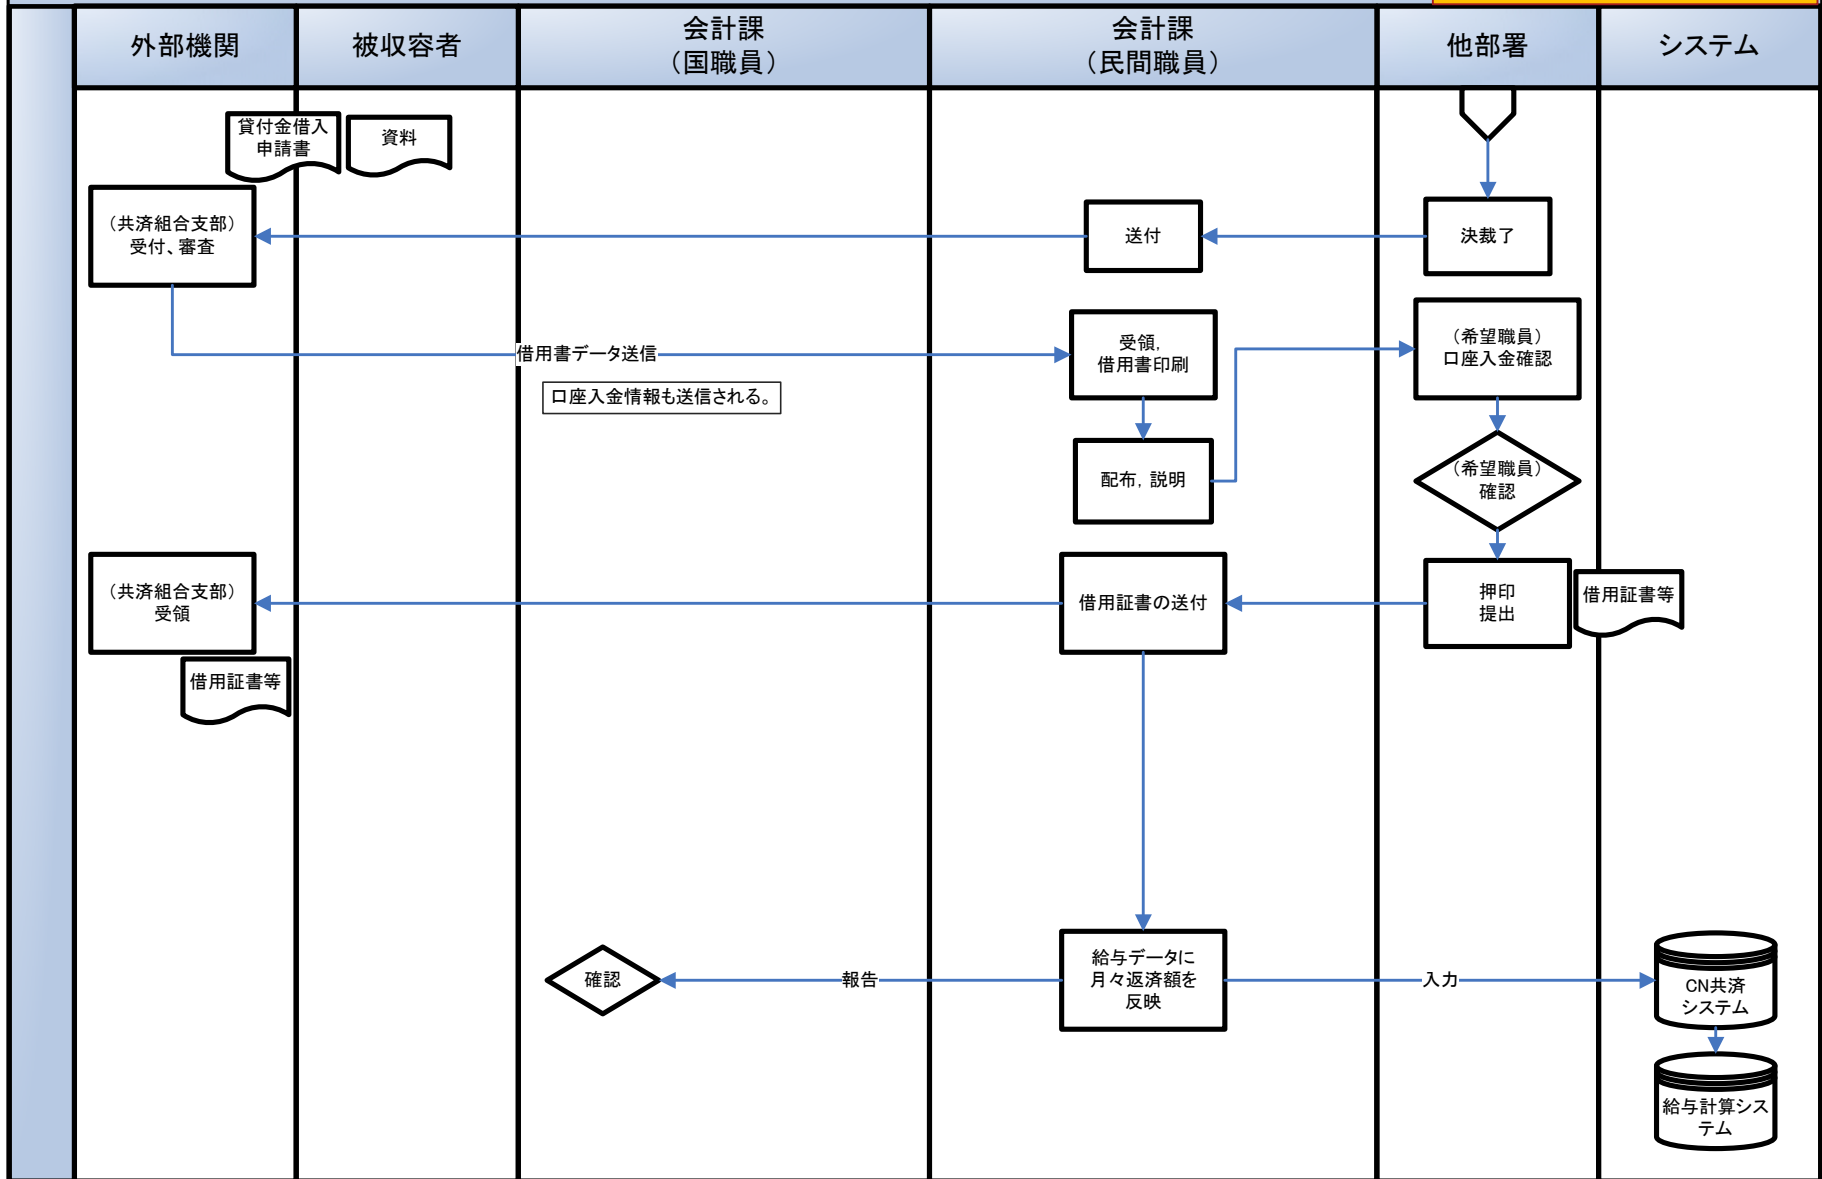 外部機関
被収容者
会計課
（国職員）
会計課
（民間職員）
他部署
システム
貸付金借入
申請書
資料
（共済組合支部）
受付、審査
送付
決裁了
借用書データ送信
口座入金情報も送信される。
受領，
借用書印刷
（希望職員）
口座入金確認
配布，説明
（希望職員）
確認
（共済組合支部）
受領
借用証書の送付
押印
提出
借用証書等
借用証書等
確認
報告
給与データに
月々返済額を
反映
入力
CN共済
システム
給与計算シス
テム